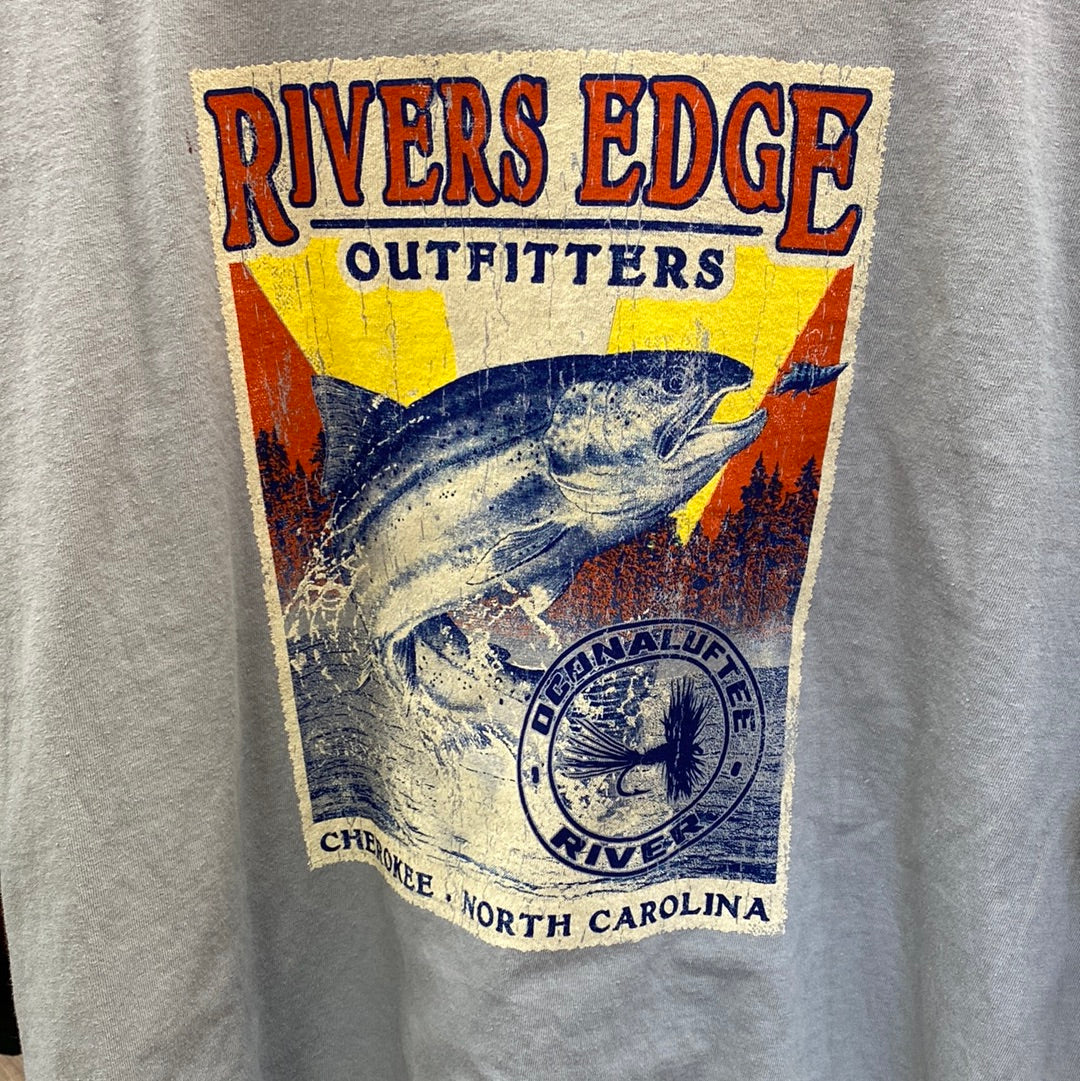 RIVERS EDGE
OUTFITTERS
OCONALUFTEE
RIVER
CHEROKEE . NORTH CAROLINA